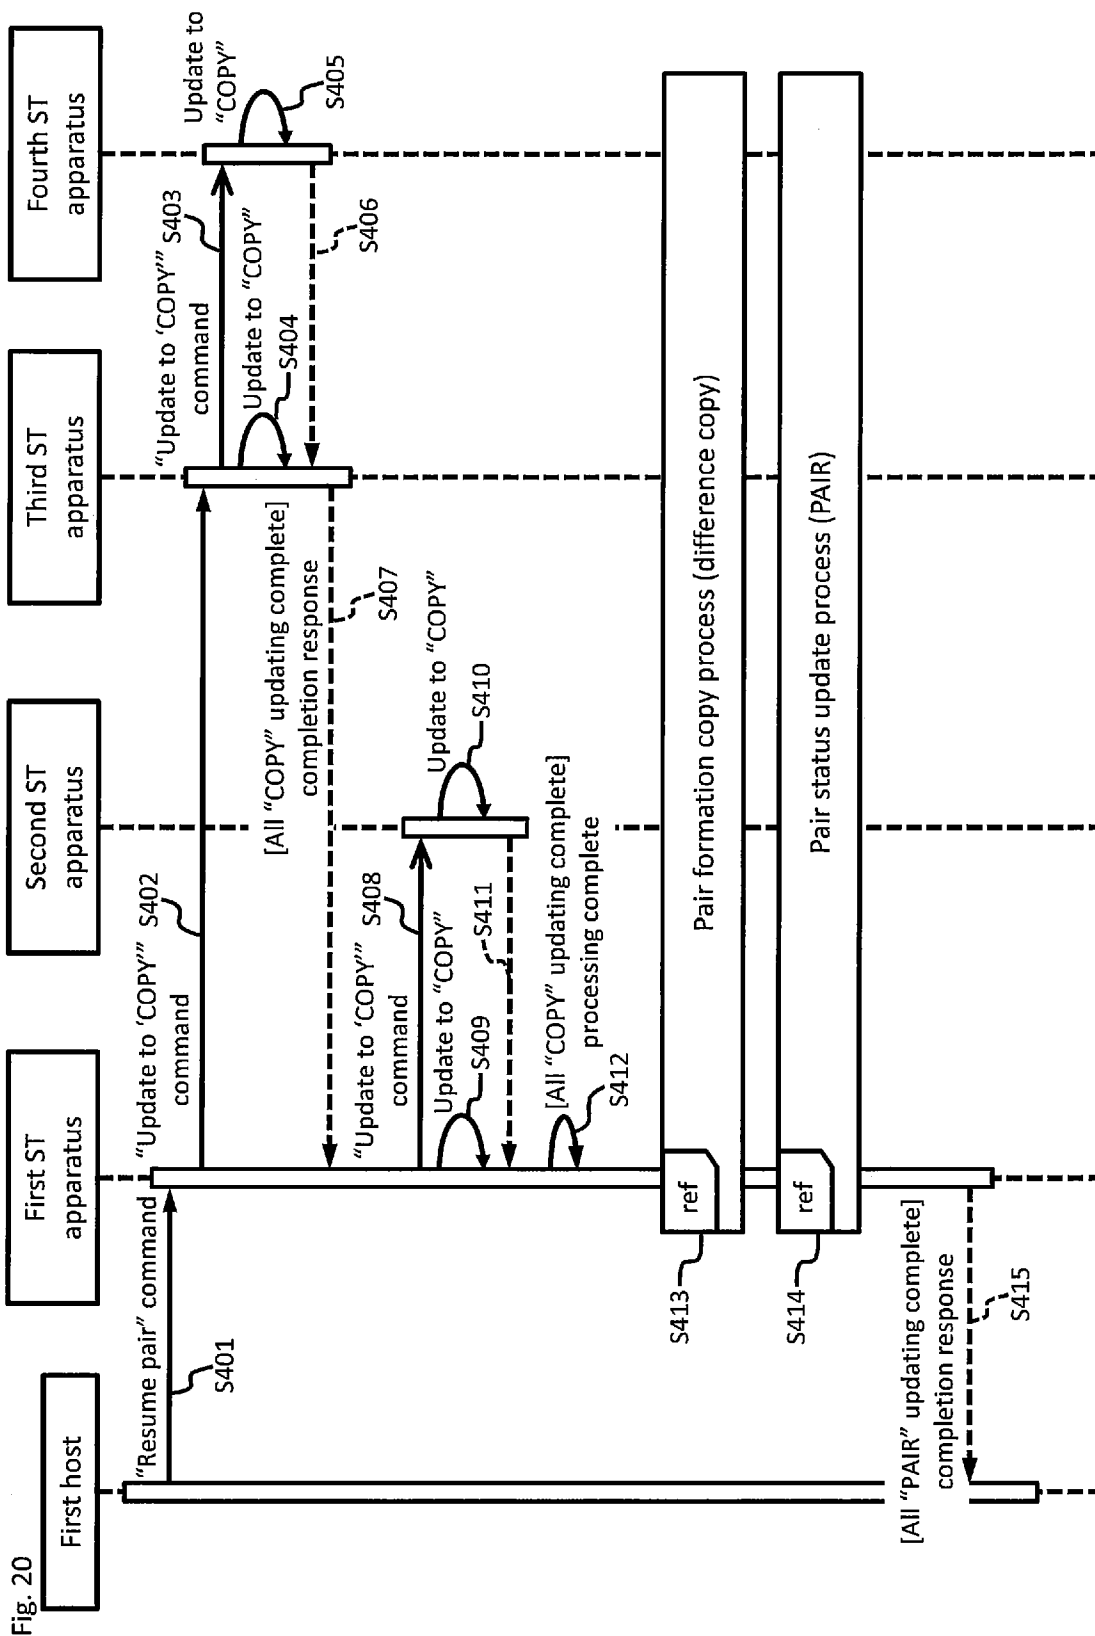 Fig. 20
First host
First ST
apparatus
Second ST
apparatus
Third ST
apparatus
Fourth ST
apparatus
“Resume pair” command
S401
“Update to ‘COPY’”
command
S402
“Update to ‘COPY’”
command
S403
Update to “COPY”
S404
Update to
“COPY”
S405
S406
[All “COPY” updating complete]
completion response
S407
“Update to ‘COPY’”
command
S408
Update to “COPY”
S409
Update to “COPY”
S410
S411
[All “COPY” updating complete]
processing complete
S412
ref
Pair formation copy process (difference copy)
S413
ref
Pair status update process (PAIR)
S414
[All “PAIR” updating complete]
completion response
S415